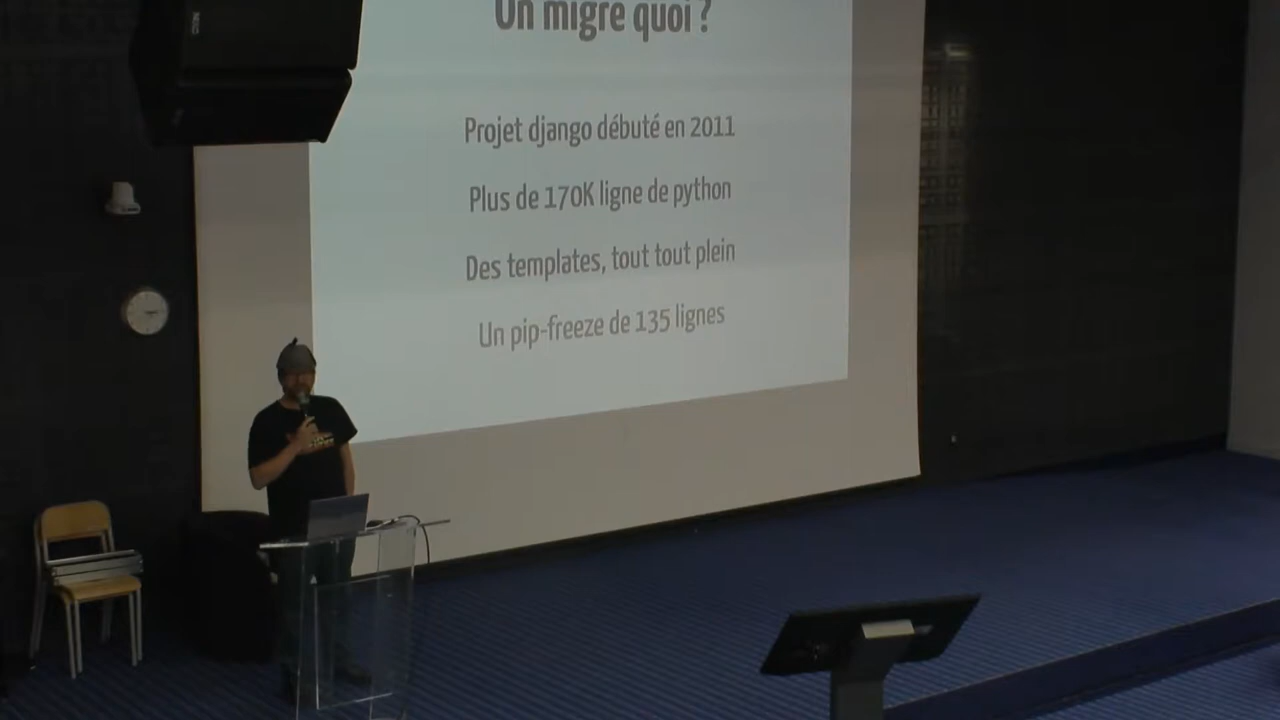 On migre quoi ?
Projet django débuté en 2011
Plus de 170K ligne de python
Des templates, tout tout plein
Un pip-freeze de 135 lignes